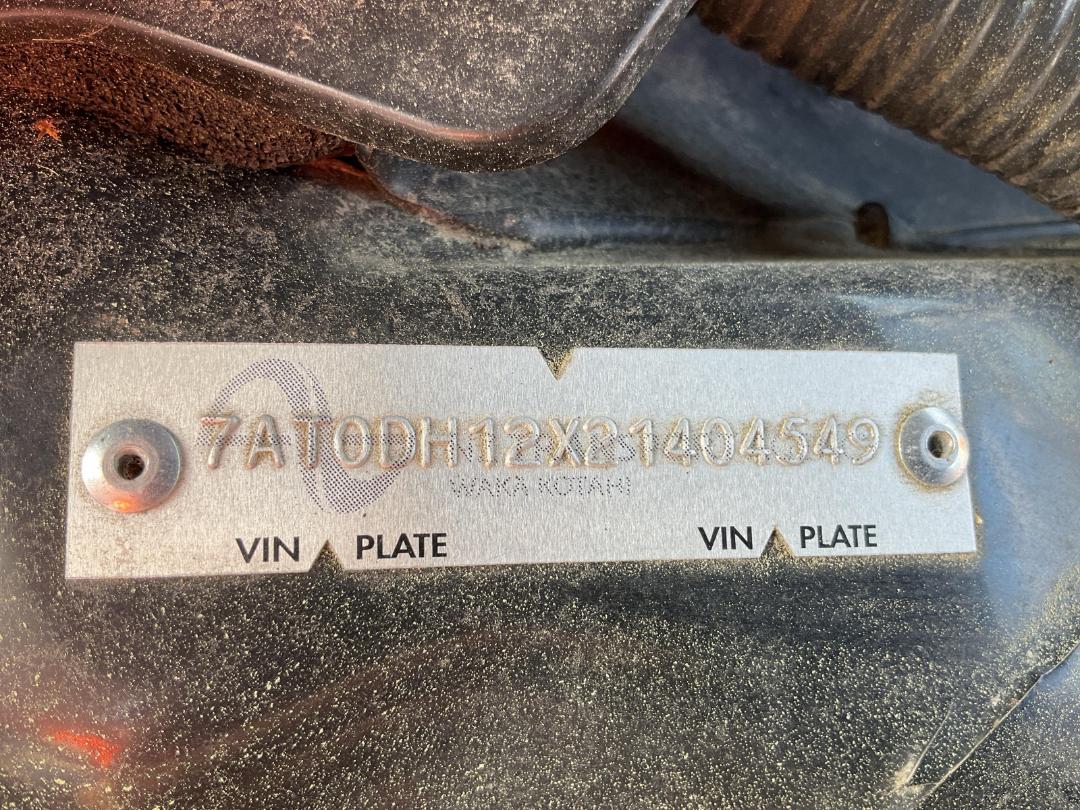 7AT0DH12X21404549
WAKA KOTAHI
VIN PLATE VIN PLATE